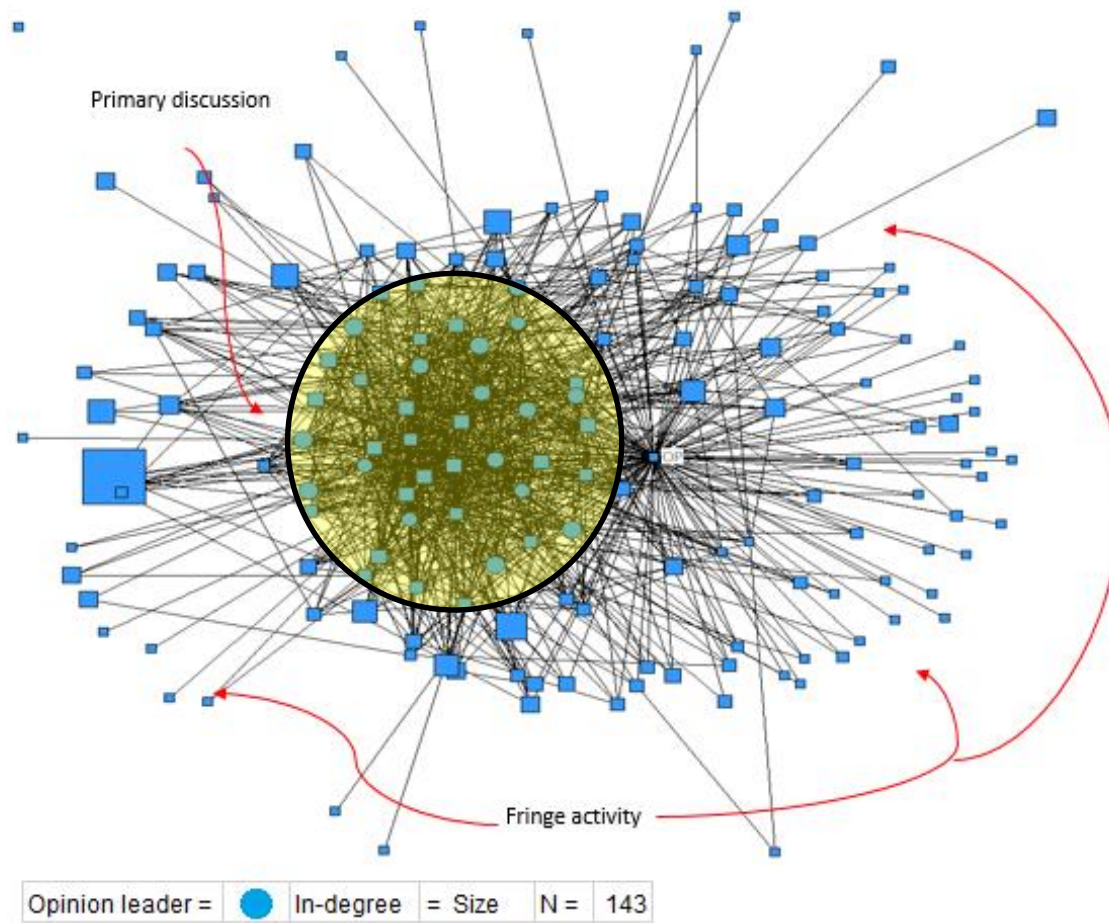 Primary discussion
OP
Fringe activity
Opinion leader = In-degree = Size N = 143